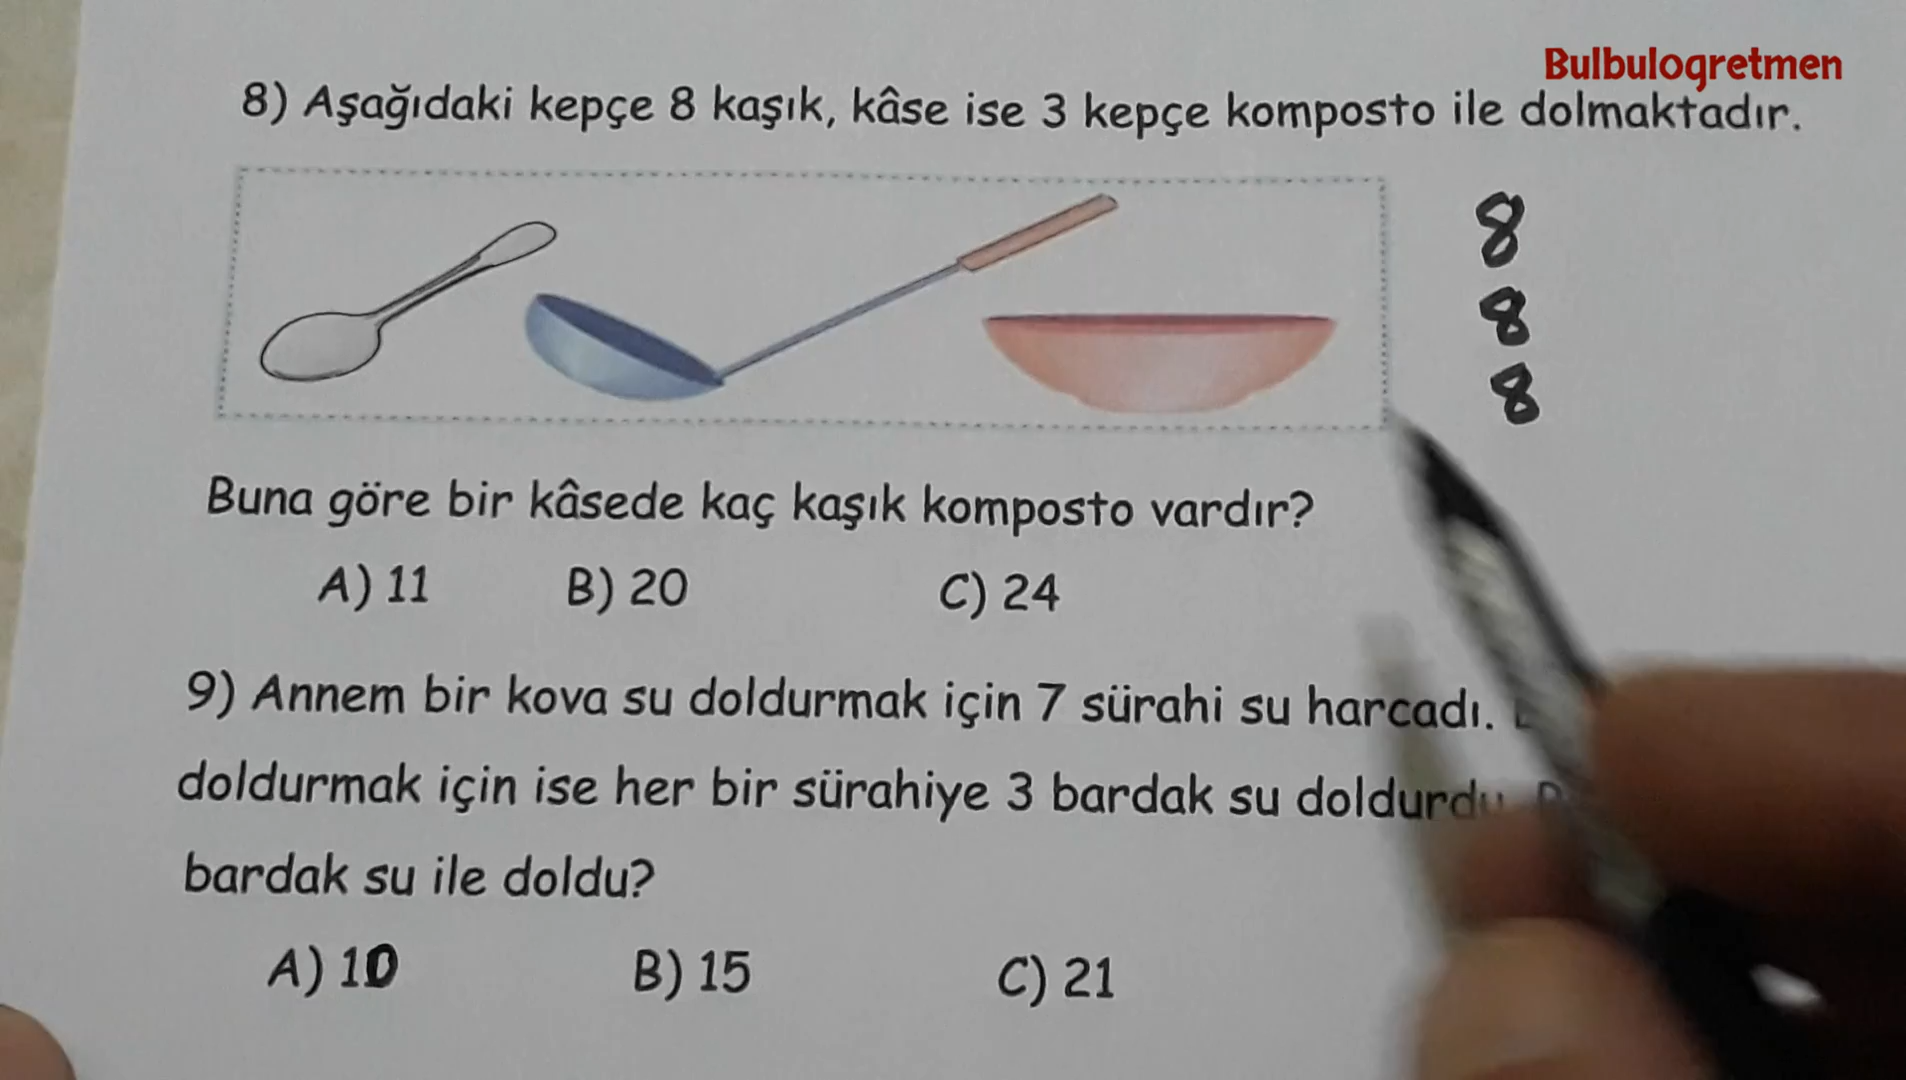 Bulbulogretmen
8) Aşağıdaki kepçe 8 kaşık, kâse ise 3 kepçe komposto ile dolmaktadır.
8
8
8
Buna göre bir kâsede kaç kaşık komposto vardır?
A) 11 B) 20 C) 24
9) Annem bir kova su doldurmak için 7 sürahi su harcadı.
doldurmak için ise her bir sürahiye 3 bardak su doldurdu.
bardak su ile doldu?
A) 10 B) 15 C) 21